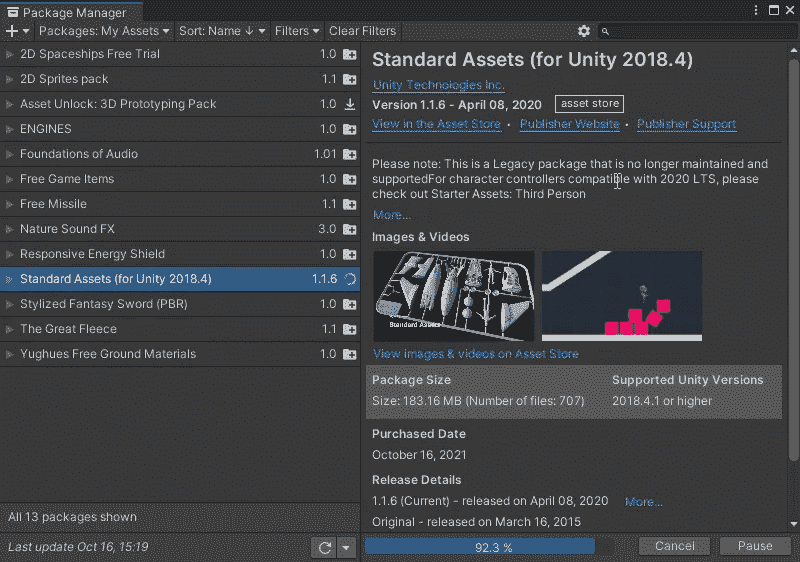 Package Manager
Packages: My Assets Sort: Name ↓ Filters Clear Filters
2D Spaceships Free Trial 1.0
2D Sprites pack 1.1
Asset Unlock: 3D Prototyping Pack 1.0
ENGINES 1.0
Foundations of Audio 1.01
Free Game Items 1.0
Free Missile 1.1
Nature Sound FX 3.0
Responsive Energy Shield 1.0
Standard Assets (for Unity 2018.4) 1.1.6
Stylized Fantasy Sword (PBR) 1.0
The Great Fleece 1.1
Yughues Free Ground Materials 1.0
All 13 packages shown
Last update Oct 16, 15:19
Standard Assets (for Unity 2018.4)
Unity Technologies Inc.
Version 1.1.6 - April 08, 2020 asset store
View in the Asset Store • Publisher Website • Publisher Support
Please note: This is a Legacy package that is no longer maintained and
supportedFor character controllers compatible with 2020 LTS, please
check out Starter Assets: Third Person
More...
Images & Videos
Standard Assets
View images & videos on Asset Store
Package Size Supported Unity Versions
Size: 183.16 MB (Number of files: 707) 2018.4.1 or higher
Purchased Date
October 16, 2021
Release Details
1.1.6 (Current) - released on April 08, 2020 More...
Original - released on March 16, 2015
92.3 % Cancel Pause